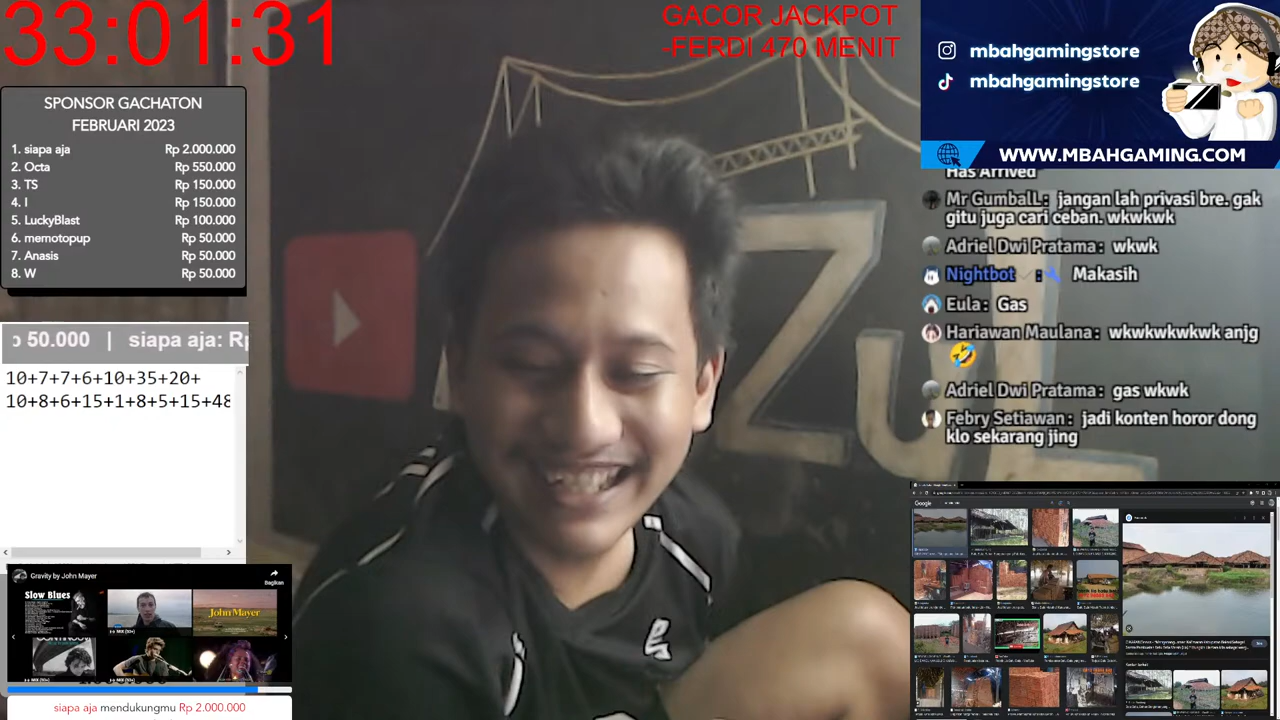 33:01:31
GACOR JACKPOT
-FERDI 470 MENIT
mbahgamingstore
mbahgamingstore
WWW.MBAHGAMING.COM
SPONSOR GACHATON
FEBRUARI 2023
1. siapa aja Rp 2.000.000
2. Octa Rp 550.000
3. TS Rp 150.000
4. I Rp 150.000
5. LuckyBlast Rp 100.000
6. memotopup Rp 50.000
7. Anasis Rp 50.000
8. W Rp 50.000
50.000 | siapa aja: Rp
10+7+7+6+10+35+20+
10+8+6+15+1+8+5+15+48
Has Arrived
Mr GumbalL: jangan lah privasi bre. gak
gitu juga cari ceban. wkwkwk
Adriel Dwi Pratama: wkwk
Nightbot: Makasih
Eula: Gas
Hariawan Maulana: wkwkwkwkwk anjg
Adriel Dwi Pratama: gas wkwk
Febry Setiawan: jadi konten horor dong
klo sekarang jing
ZUL
Gravity by John Mayer
Bagikan
Slow Blues
John Mayer
siapa aja mendukungmu Rp 2.000.000
Google